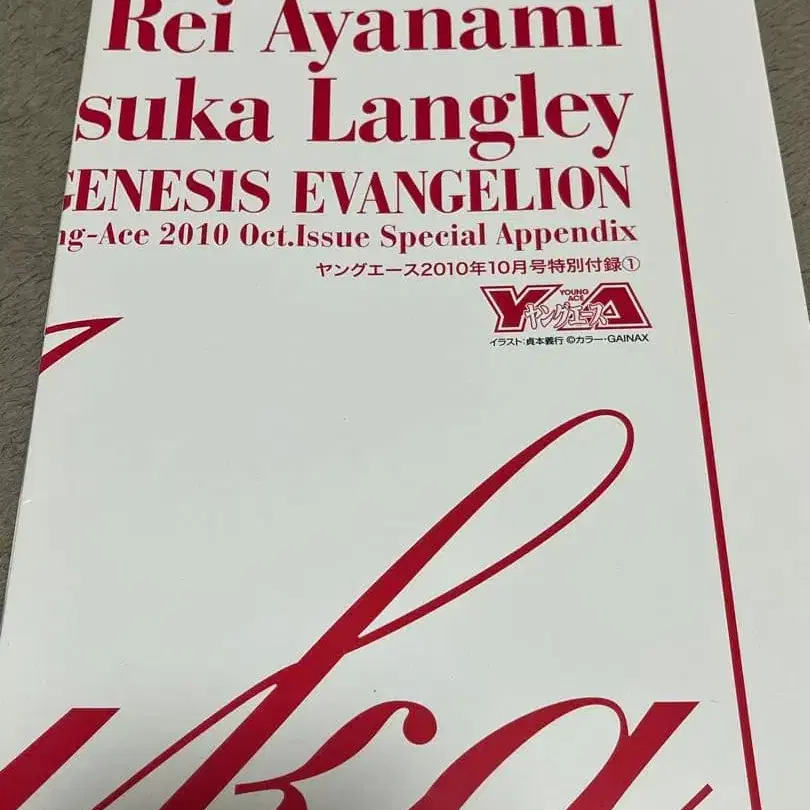 Rei Ayanami
suka Langley
GENESIS EVANGELION
ng-Ace 2010 Oct.Issue Special Appendix
ヤングエース2010年10月号特別付録①
YOUNG ACE
YA
ヤングエース
イラスト:貞本義行 ©カラー・GAINAX
uka